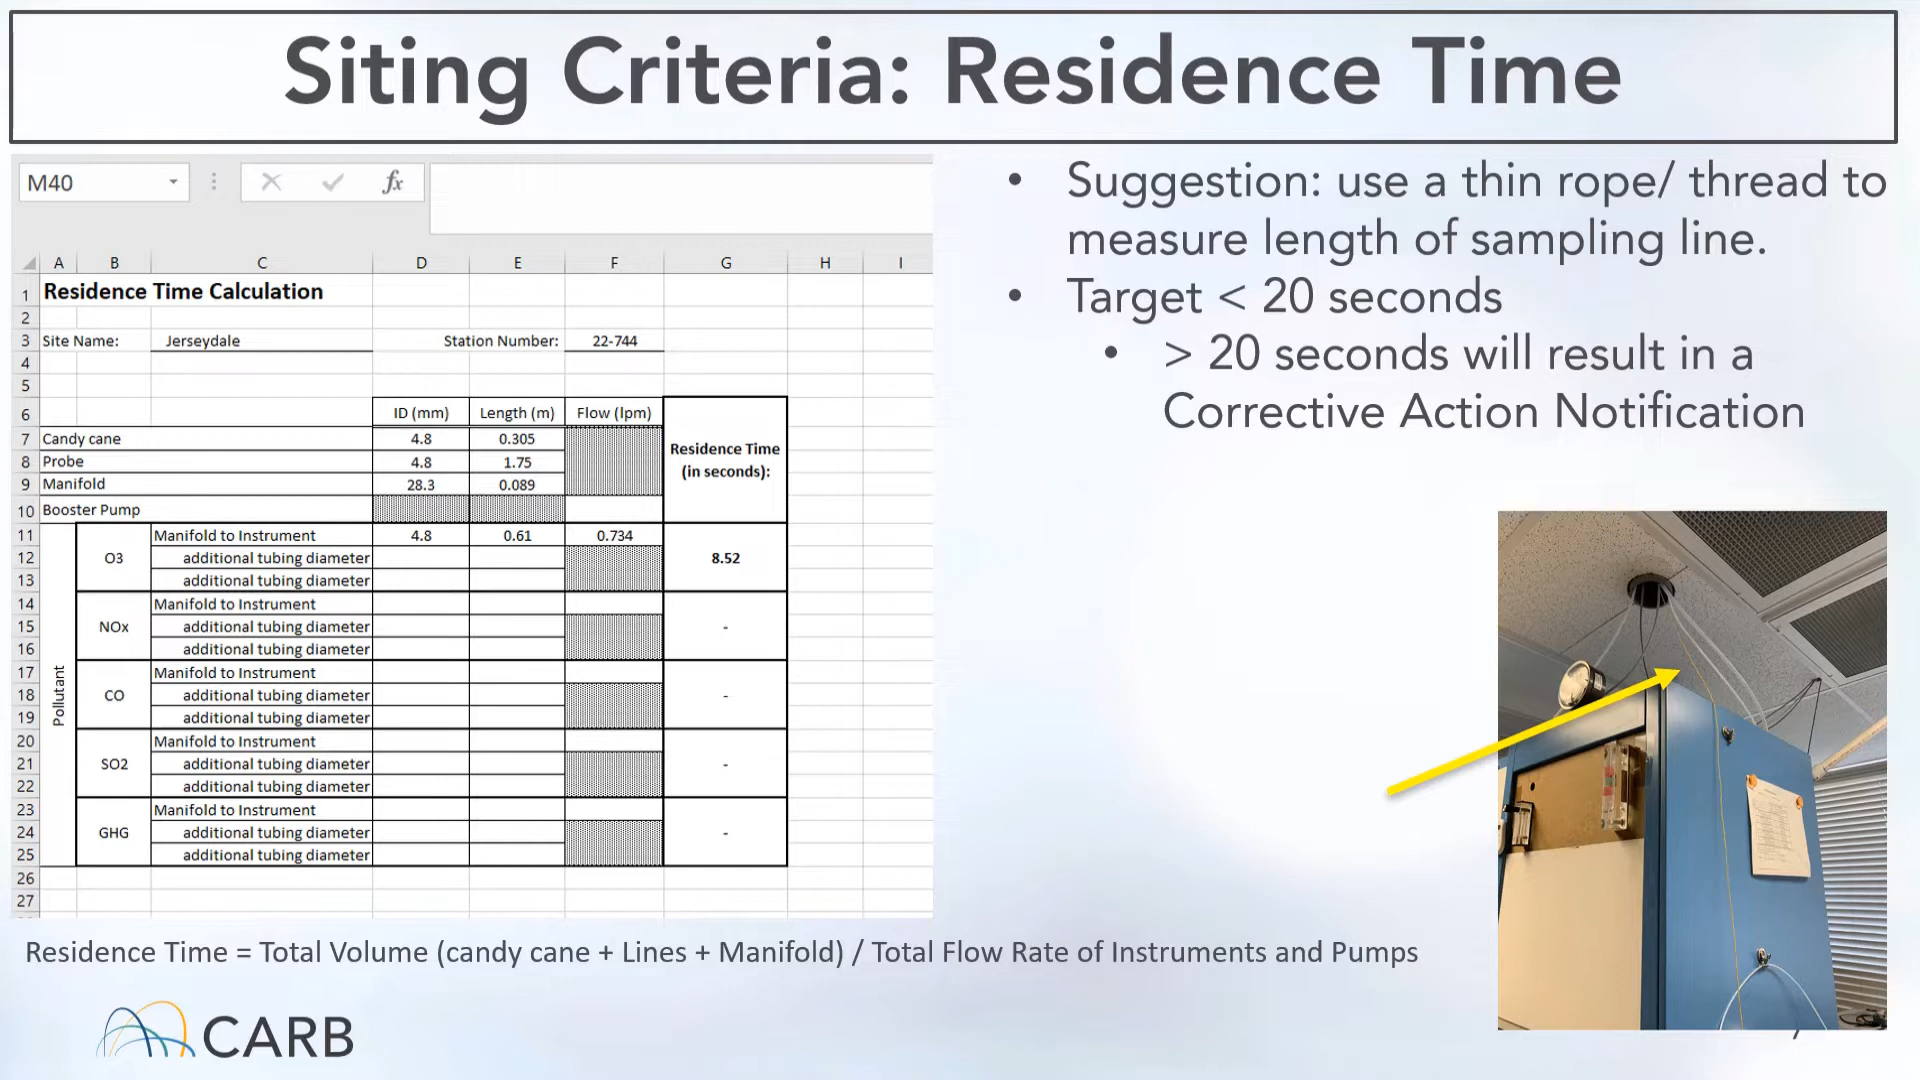 Siting Criteria: Residence Time
M40
fx
A B C D E F G H I
1 Residence Time Calculation
2
3 Site Name: Jerseydale Station Number: 22-744
4
5
6 ID (mm) Length (m) Flow (lpm)
Residence Time
(in seconds):
7 Candy cane 4.8 0.305
8 Probe 4.8 1.75
9 Manifold 28.3 0.089
10 Booster Pump
Pollutant
11 Manifold to Instrument 4.8 0.61 0.734
12 O3 additional tubing diameter 8.52
13 additional tubing diameter
14 Manifold to Instrument
15 NOx additional tubing diameter -
16 additional tubing diameter
17 Manifold to Instrument
18 CO additional tubing diameter -
19 additional tubing diameter
20 Manifold to Instrument
21 SO2 additional tubing diameter -
22 additional tubing diameter
23 Manifold to Instrument
24 GHG additional tubing diameter -
25 additional tubing diameter
26
27
• Suggestion: use a thin rope/ thread to
measure length of sampling line.
• Target < 20 seconds
• > 20 seconds will result in a
Corrective Action Notification
Residence Time = Total Volume (candy cane + Lines + Manifold) / Total Flow Rate of Instruments and Pumps
CARB